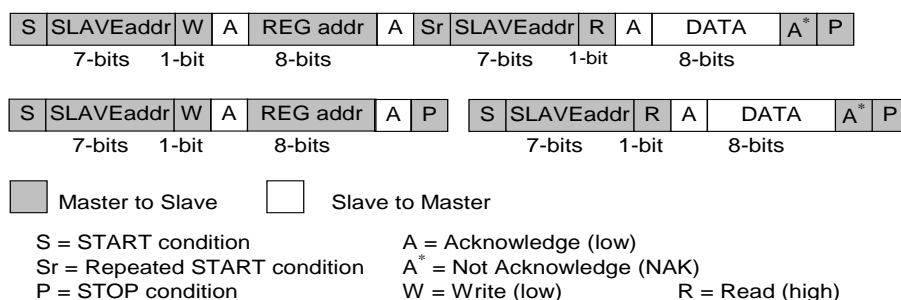 S SLAVEaddr W A REG addr A Sr SLAVEaddr R A DATA A* P
7-bits 1-bit 8-bits 7-bits 1-bit 8-bits
S SLAVEaddr W A REG addr A P S SLAVEaddr R A DATA A* P
7-bits 1-bit 8-bits 7-bits 1-bit 8-bits
Master to Slave Slave to Master
S = START condition A = Acknowledge (low)
Sr = Repeated START condition A* = Not Acknowledge (NAK)
P = STOP condition W = Write (low) R = Read (high)